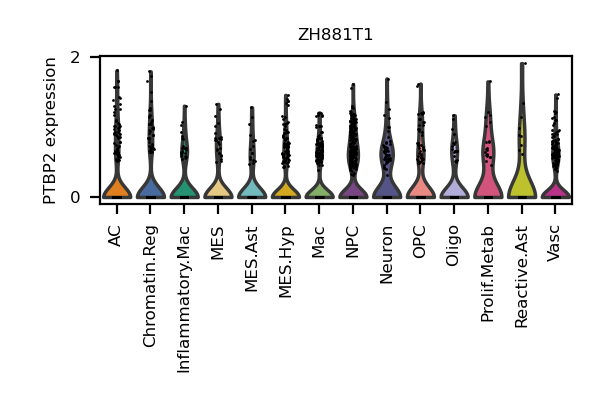 ZH881T1
PTBP2 expression
2
0
AC
Chromatin.Reg
Inflammatory.Mac
MES
MES.Ast
MES.Hyp
Mac
NPC
Neuron
OPC
Oligo
Prolif.Metab
Reactive.Ast
Vasc